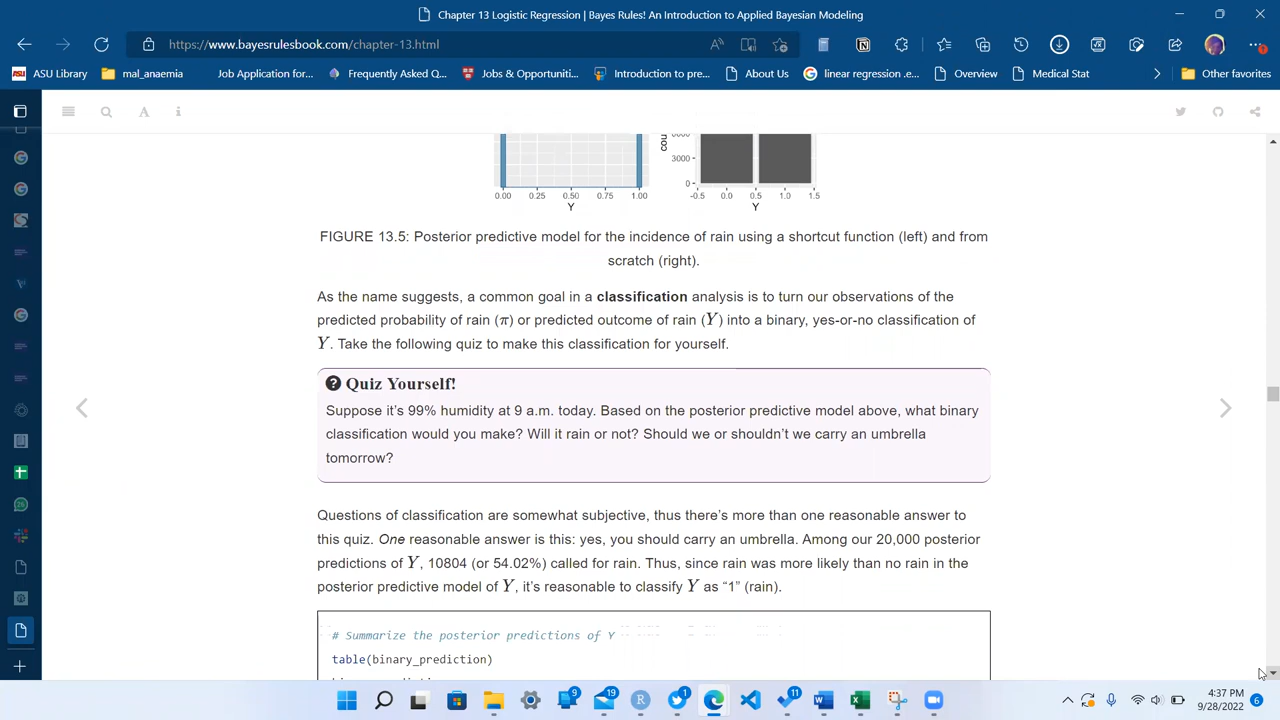 Chapter 13 Logistic Regression | Bayes Rules! An Introduction to Applied Bayesian Modeling
https://www.bayesrulesbook.com/chapter-13.html
ASU Library mal_anaemia Job Application for... Frequently Asked Q... Jobs & Opportuniti... Introduction to pre... About Us linear regression .e... Overview Medical Stat Other favorites
3000
0
0.00 0.25 0.50 0.75 1.00 -0.5 0.0 0.5 1.0 1.5
Y Y
FIGURE 13.5: Posterior predictive model for the incidence of rain using a shortcut function (left) and from
scratch (right).
As the name suggests, a common goal in a classification analysis is to turn our observations of the
predicted probability of rain (π) or predicted outcome of rain (Y) into a binary, yes-or-no classification of
Y. Take the following quiz to make this classification for yourself.
Quiz Yourself!
Suppose it's 99% humidity at 9 a.m. today. Based on the posterior predictive model above, what binary
classification would you make? Will it rain or not? Should we or shouldn't we carry an umbrella
tomorrow?
Questions of classification are somewhat subjective, thus there's more than one reasonable answer to
this quiz. One reasonable answer is this: yes, you should carry an umbrella. Among our 20,000 posterior
predictions of Y, 10804 (or 54.02%) called for rain. Thus, since rain was more likely than no rain in the
posterior predictive model of Y, it's reasonable to classify Y as "1" (rain).
# Summarize the posterior predictions of Y
table(binary_prediction)
9 19 1 11
4:37 PM
9/28/2022 6